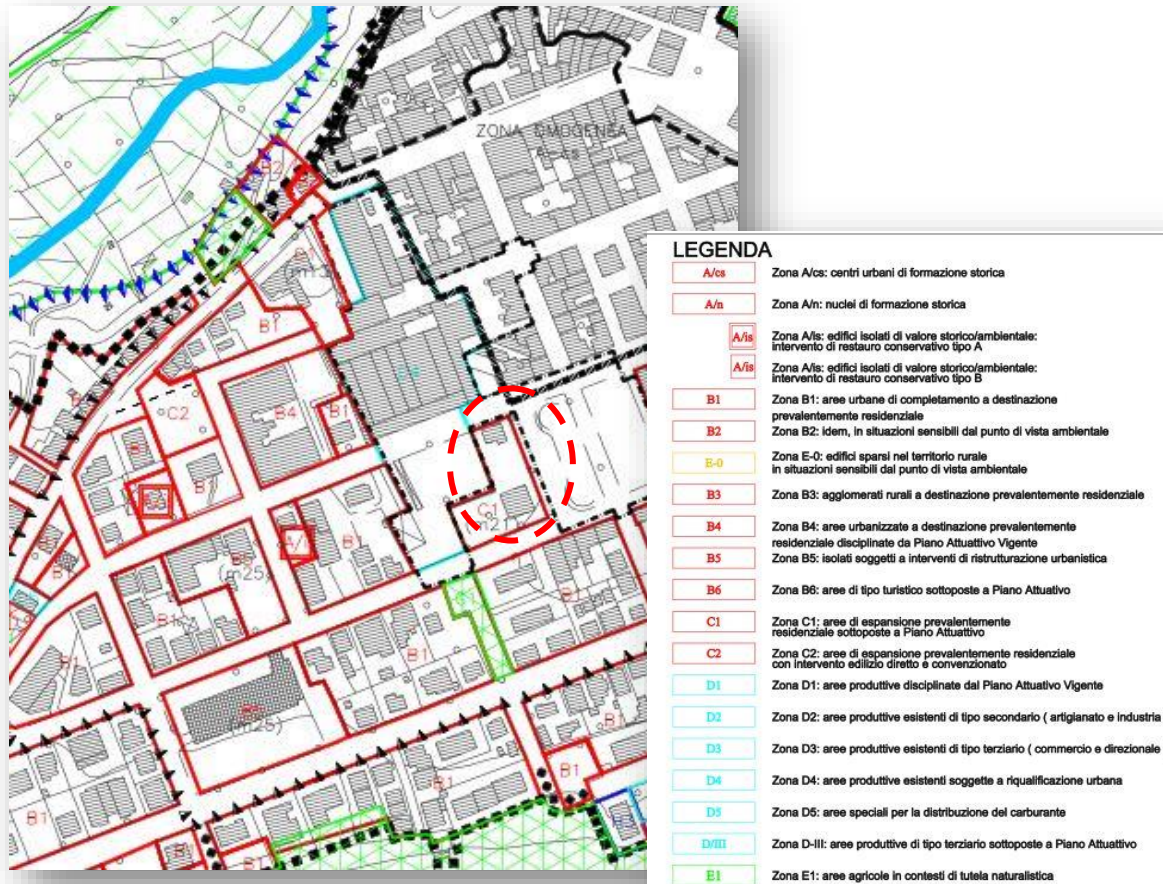 ZONA OMOGENEA
B2
B1
B1
C2
B4
B1
B1
C1
(m21)
B1
(m25)
B1
B1
B1
B1
B1
(m26)
B1
B1
B1
B1
B1
LEGENDA
A/cs Zona A/cs: centri urbani di formazione storica
A/n Zona A/n: nuclei di formazione storica
A/is Zona A/is: edifici isolati di valore storico/ambientale:
intervento di restauro conservativo tipo A
A/is Zona A/is: edifici isolati di valore storico/ambientale:
intervento di restauro conservativo tipo B
B1 Zona B1: aree urbane di completamento a destinazione
prevalentemente residenziale
B2 Zona B2: idem, in situazioni sensibili dal punto di vista ambientale
E-0 Zona E-0: edifici sparsi nel territorio rurale
in situazioni sensibili dal punto di vista ambientale
B3 Zona B3: agglomerati rurali a destinazione prevalentemente residenziale
B4 Zona B4: aree urbanizzate a destinazione prevalentemente
residenziale disciplinate da Piano Attuattivo Vigente
B5 Zona B5: isolati soggetti a interventi di ristrutturazione urbanistica
B6 Zona B6: aree di tipo turistico sottoposte a Piano Attuativo
C1 Zona C1: aree di espansione prevalentemente
residenziale sottoposte a Piano Attuattivo
C2 Zona C2: aree di espansione prevalentemente residenziale
con intervento edilizio diretto e convenzionato
D1 Zona D1: aree produttive disciplinate dal Piano Attuativo Vigente
D2 Zona D2: aree produttive esistenti di tipo secondario ( artigianato e industria
D3 Zona D3: aree produttive esistenti di tipo terziario ( commercio e direzionale
D4 Zona D4: aree produttive esistenti soggette a riqualificazione urbana
D5 Zona D5: aree speciali per la distribuzione del carburante
D/III Zona D-III: aree produttive di tipo terziario sottoposte a Piano Attuativo
E1 Zona E1: aree agricole in contesti di tutela naturalistica